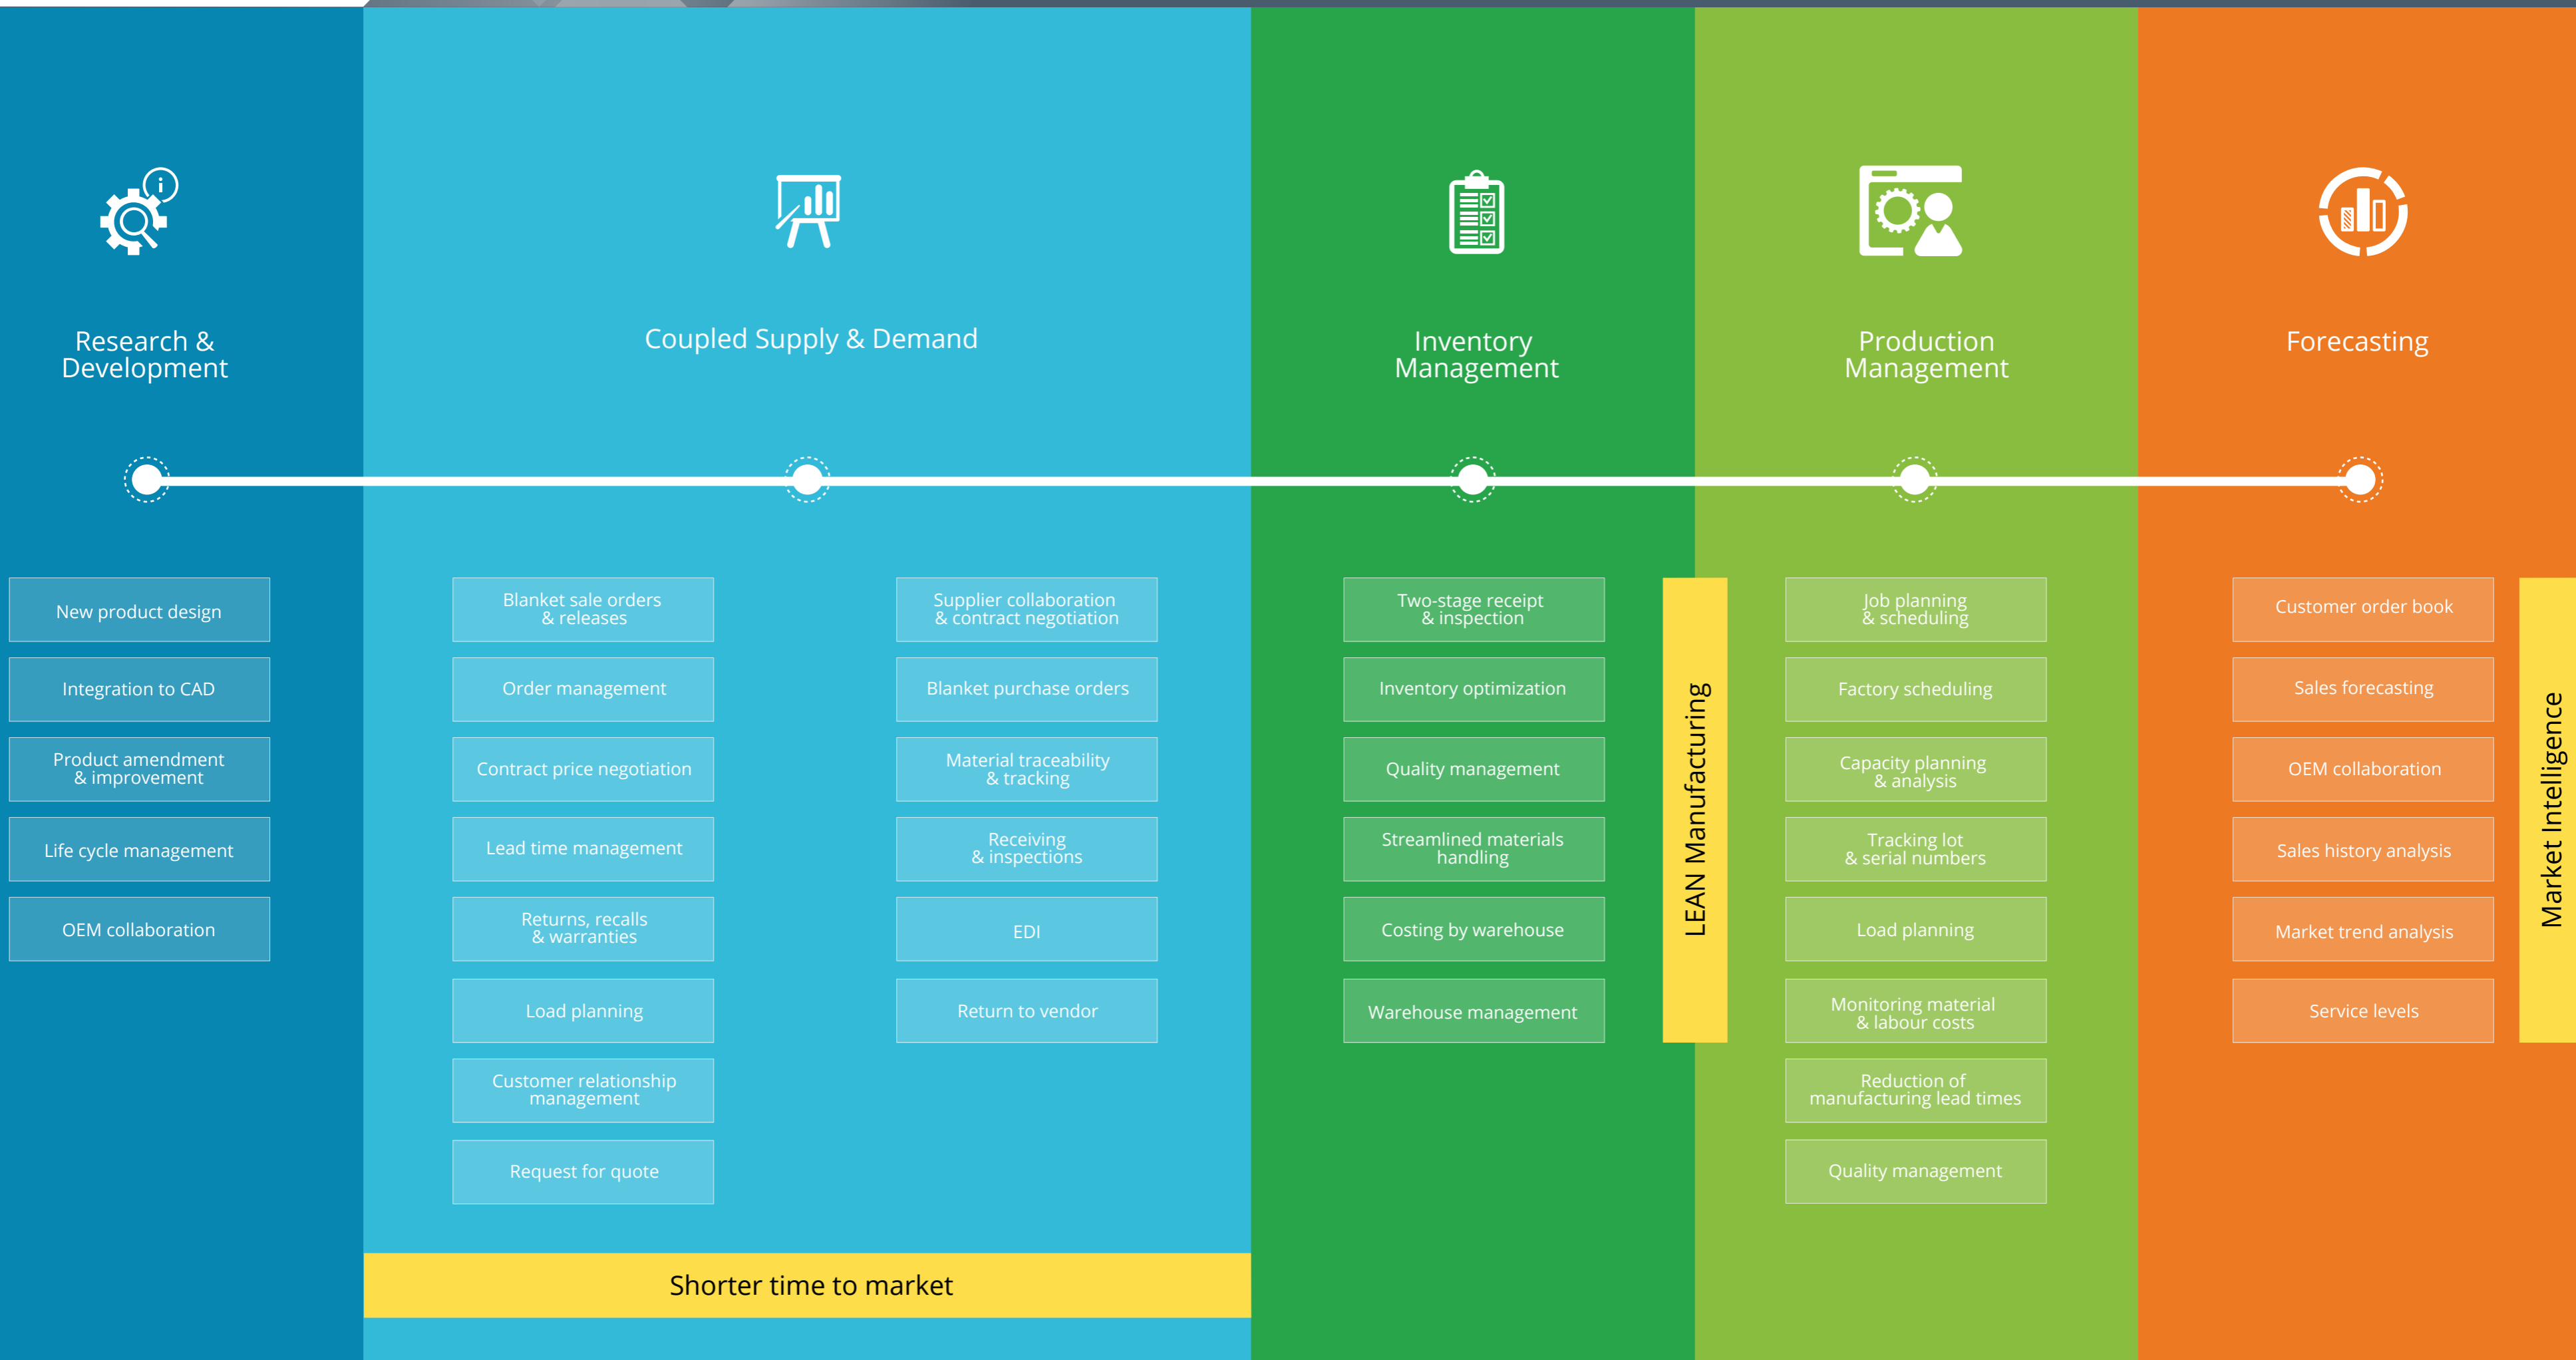 Research &
Development
New product design
Integration to CAD
Product amendment
& improvement
Life cycle management
OEM collaboration
Coupled Supply & Demand
Blanket sale orders
& releases
Order management
Contract price negotiation
Lead time management
Returns, recalls
& warranties
Load planning
Customer relationship
management
Request for quote
Supplier collaboration
& contract negotiation
Blanket purchase orders
Material traceability
& tracking
Receiving
& inspections
EDI
Return to vendor
Shorter time to market
Inventory
Management
Two-stage receipt
& inspection
Inventory optimization
Quality management
Streamlined materials
handling
Costing by warehouse
Warehouse management
LEAN Manufacturing
Production
Management
Job planning
& scheduling
Factory scheduling
Capacity planning
& analysis
Tracking lot
& serial numbers
Load planning
Monitoring material
& labour costs
Reduction of
manufacturing lead times
Quality management
Forecasting
Customer order book
Sales forecasting
OEM collaboration
Sales history analysis
Market trend analysis
Service levels
Market Intelligence